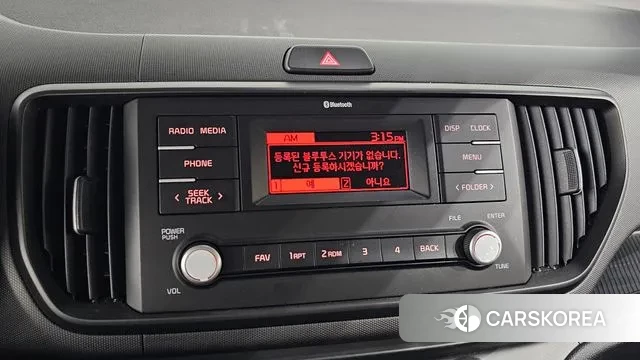 Bluetooth
RADIO MEDIA
PHONE
SEEK
TRACK
AM 3:15 PM
등록된 블루투스 기기가 없습니다.
신규 등록하시겠습니까?
1 예 2 아니요
DISP CLOCK
MENU
FOLDER
POWER
PUSH
VOL
FAV 1RPT 2RDM 3 4 BACK
FILE ENTER
TUNE
CARSKOREA